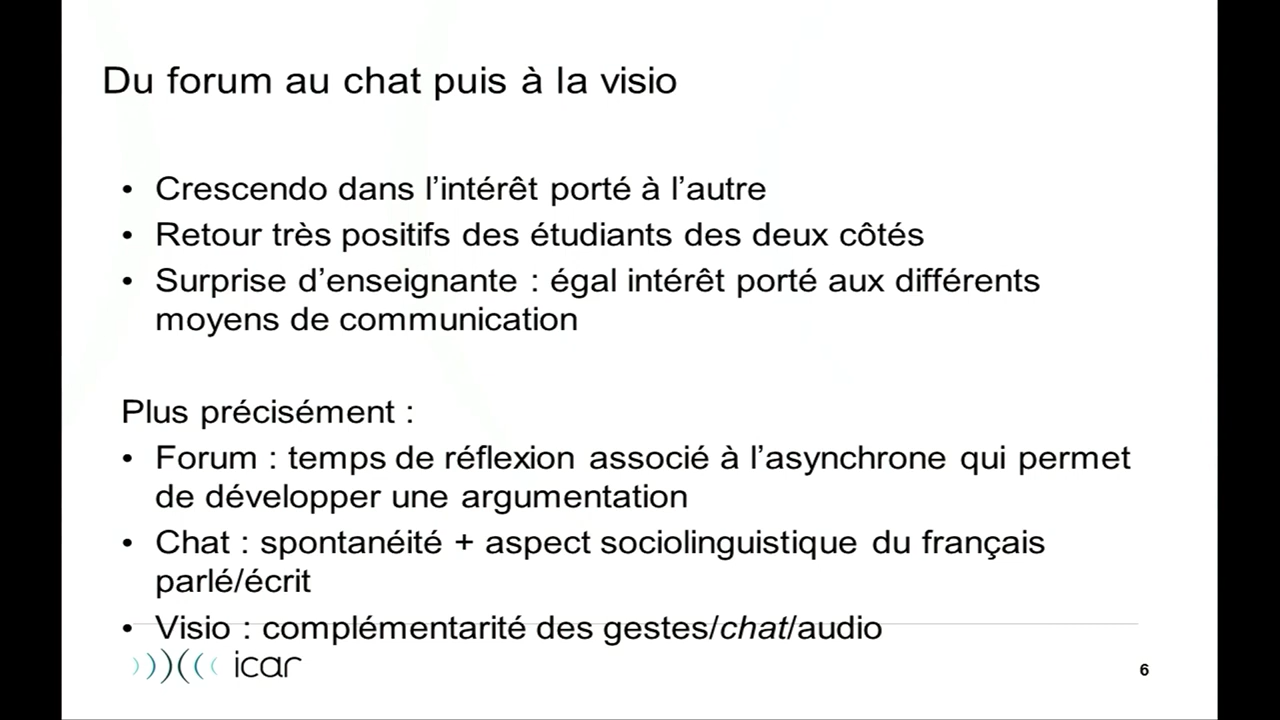 Du forum au chat puis à la visio
• Crescendo dans l’intérêt porté à l’autre
• Retour très positifs des étudiants des deux côtés
• Surprise d’enseignante : égal intérêt porté aux différents
moyens de communication
Plus précisément :
• Forum : temps de réflexion associé à l’asynchrone qui permet
de développer une argumentation
• Chat : spontanéité + aspect sociolinguistique du français
parlé/écrit
• Visio : complémentarité des gestes/chat/audio
icar
6